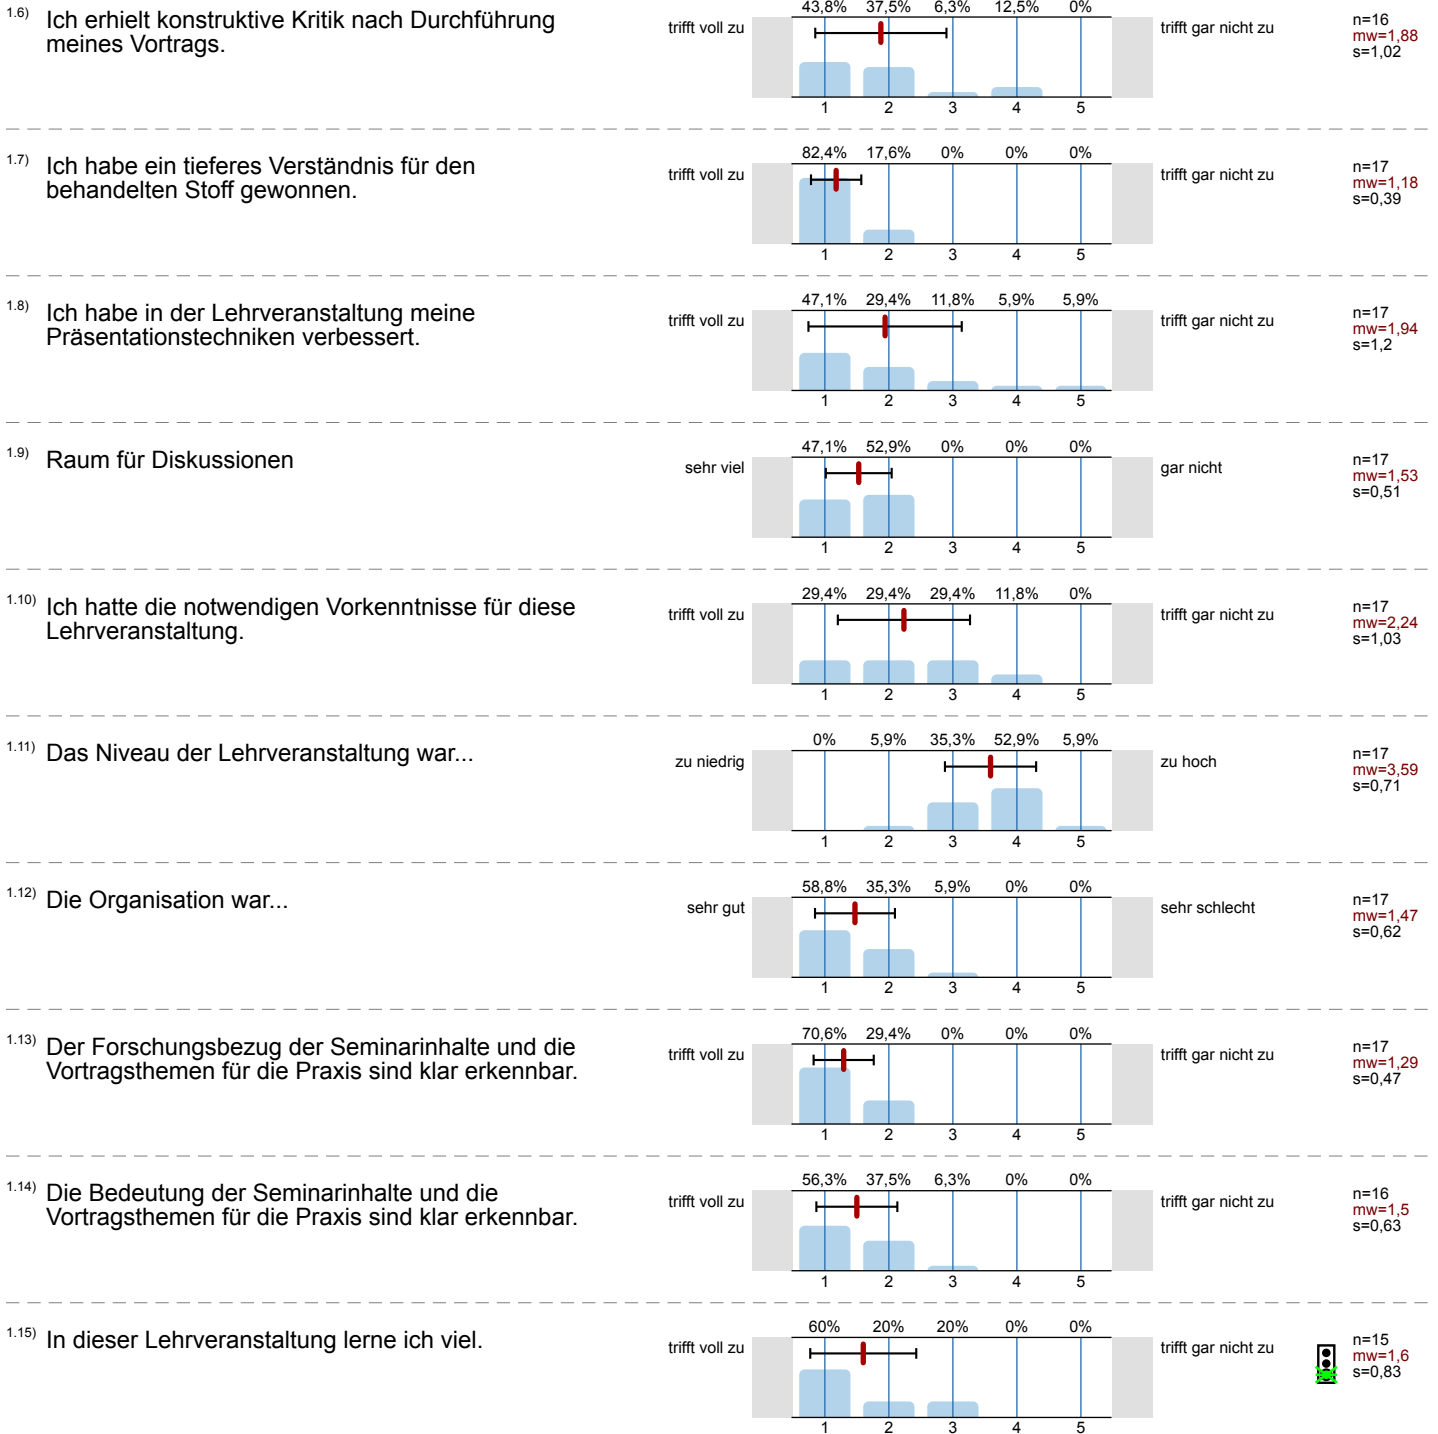 1.6) Ich erhielt konstruktive Kritik nach Durchführung
meines Vortrags.
trifft voll zu
43,8% 37,5% 6,3% 12,5% 0%
1 2 3 4 5
trifft gar nicht zu
n=16
mw=1,88
s=1,02
1.7) Ich habe ein tieferes Verständnis für den
behandelten Stoff gewonnen.
trifft voll zu
82,4% 17,6% 0% 0% 0%
1 2 3 4 5
trifft gar nicht zu
n=17
mw=1,18
s=0,39
1.8) Ich habe in der Lehrveranstaltung meine
Präsentationstechniken verbessert.
trifft voll zu
47,1% 29,4% 11,8% 5,9% 5,9%
1 2 3 4 5
trifft gar nicht zu
n=17
mw=1,94
s=1,2
1.9) Raum für Diskussionen
sehr viel
47,1% 52,9% 0% 0% 0%
1 2 3 4 5
gar nicht
n=17
mw=1,53
s=0,51
1.10) Ich hatte die notwendigen Vorkenntnisse für diese
Lehrveranstaltung.
trifft voll zu
29,4% 29,4% 29,4% 11,8% 0%
1 2 3 4 5
trifft gar nicht zu
n=17
mw=2,24
s=1,03
1.11) Das Niveau der Lehrveranstaltung war...
zu niedrig
0% 5,9% 35,3% 52,9% 5,9%
1 2 3 4 5
zu hoch
n=17
mw=3,59
s=0,71
1.12) Die Organisation war...
sehr gut
58,8% 35,3% 5,9% 0% 0%
1 2 3 4 5
sehr schlecht
n=17
mw=1,47
s=0,62
1.13) Der Forschungsbezug der Seminarinhalte und die
Vortragsthemen für die Praxis sind klar erkennbar.
trifft voll zu
70,6% 29,4% 0% 0% 0%
1 2 3 4 5
trifft gar nicht zu
n=17
mw=1,29
s=0,47
1.14) Die Bedeutung der Seminarinhalte und die
Vortragsthemen für die Praxis sind klar erkennbar.
trifft voll zu
56,3% 37,5% 6,3% 0% 0%
1 2 3 4 5
trifft gar nicht zu
n=16
mw=1,5
s=0,63
1.15) In dieser Lehrveranstaltung lerne ich viel.
trifft voll zu
60% 20% 20% 0% 0%
1 2 3 4 5
trifft gar nicht zu
n=15
mw=1,6
s=0,83